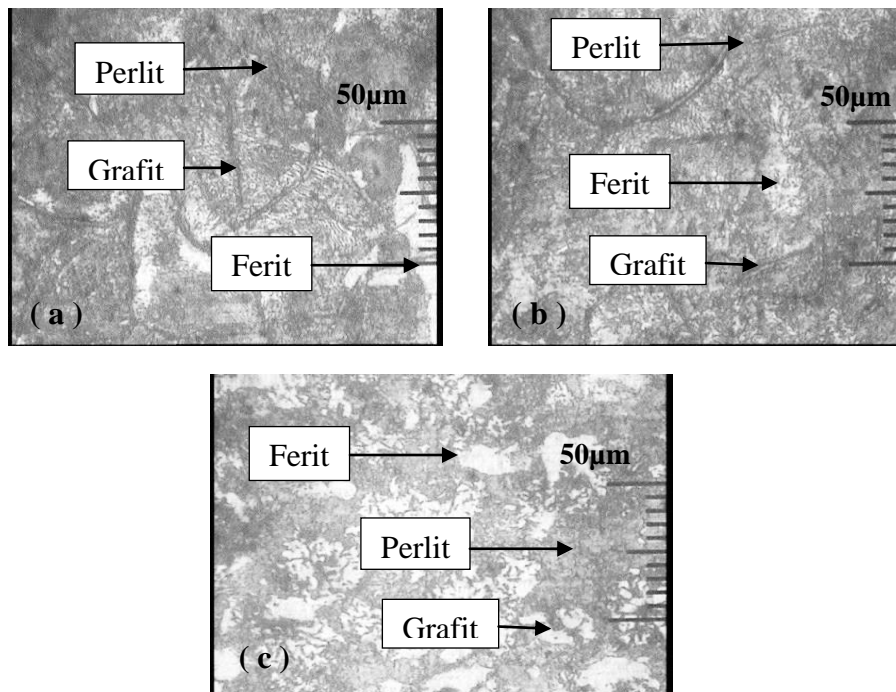 Perlit
50µm
Grafit
Ferit
( a )
Perlit
50µm
Ferit
Grafit
( b )
Ferit
50µm
Perlit
Grafit
( c )